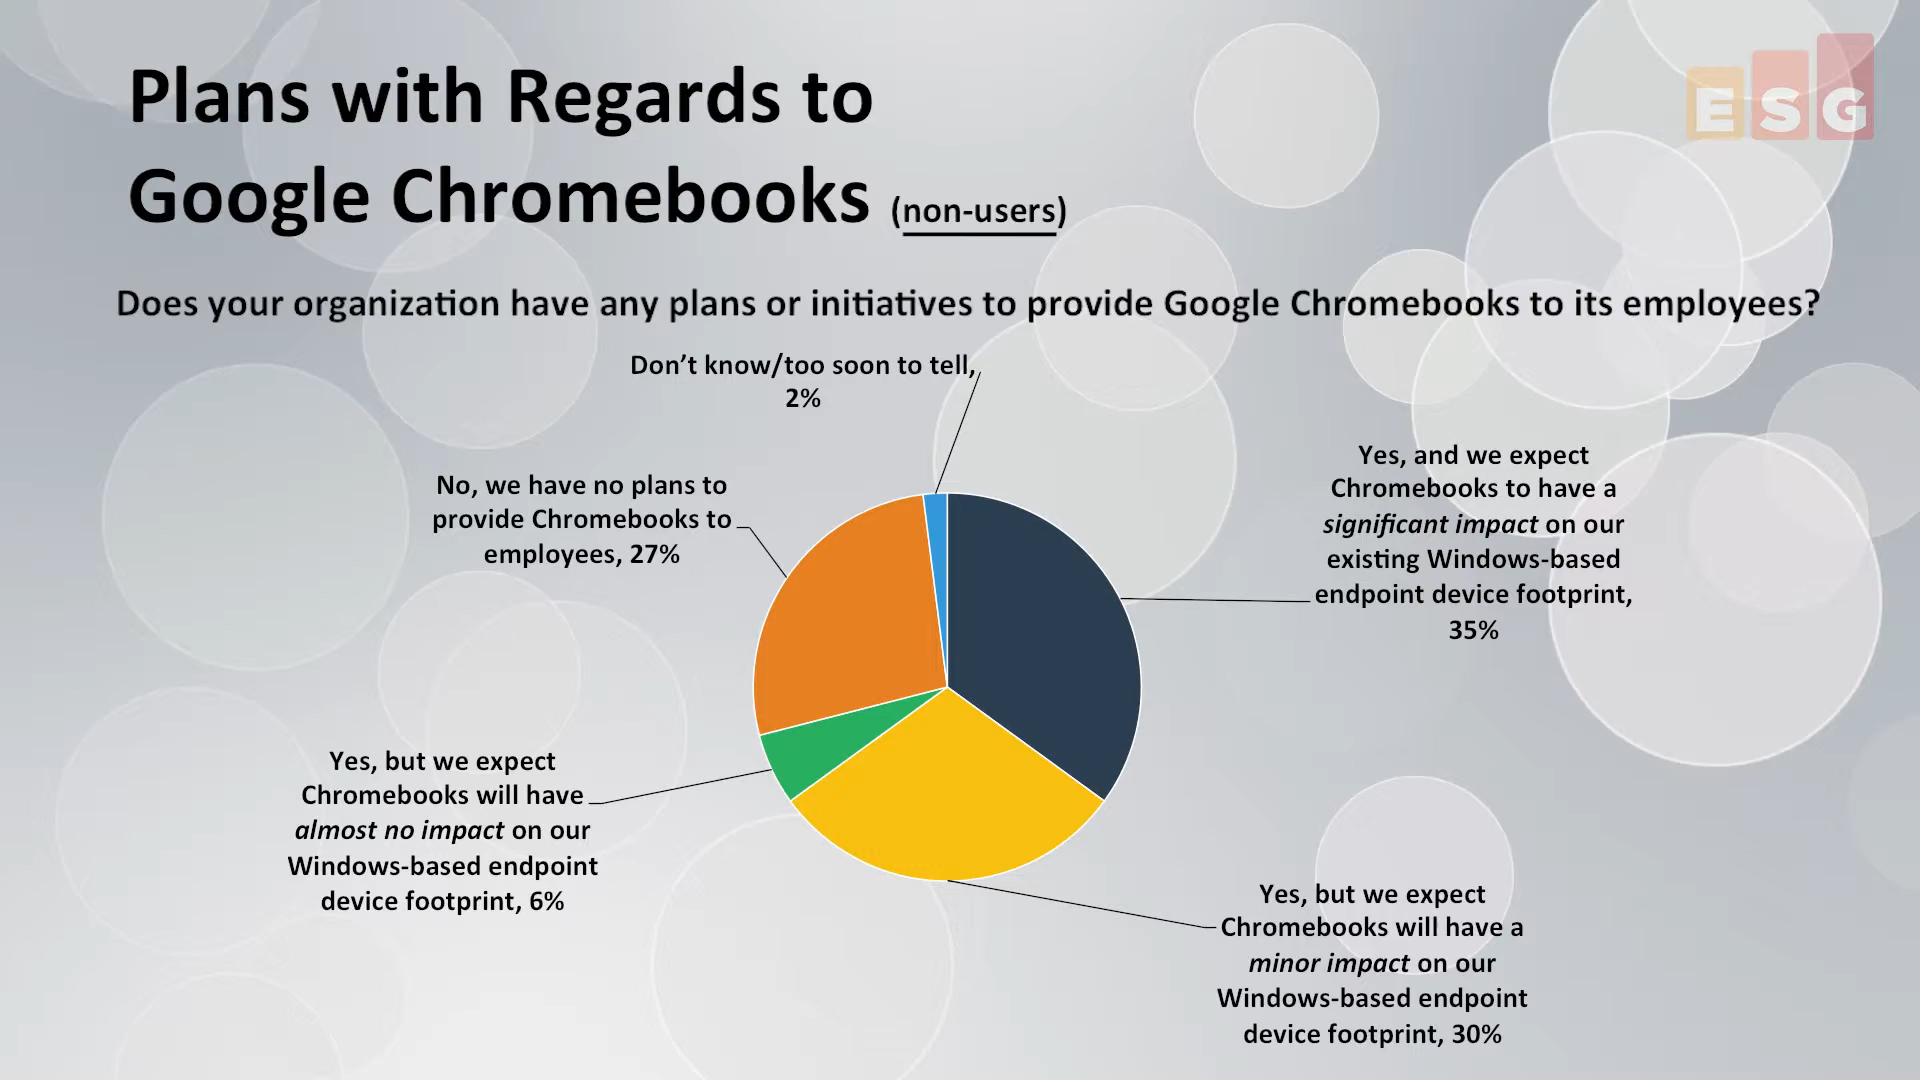 Plans with Regards to
Google Chromebooks (non-users)
ESG
Does your organization have any plans or initiatives to provide Google Chromebooks to its employees?
Don’t know/too soon to tell,
2%
No, we have no plans to
provide Chromebooks to
employees, 27%
Yes, and we expect
Chromebooks to have a
significant impact on our
existing Windows-based
endpoint device footprint,
35%
Yes, but we expect
Chromebooks will have
almost no impact on our
Windows-based endpoint
device footprint, 6%
Yes, but we expect
Chromebooks will have a
minor impact on our
Windows-based endpoint
device footprint, 30%